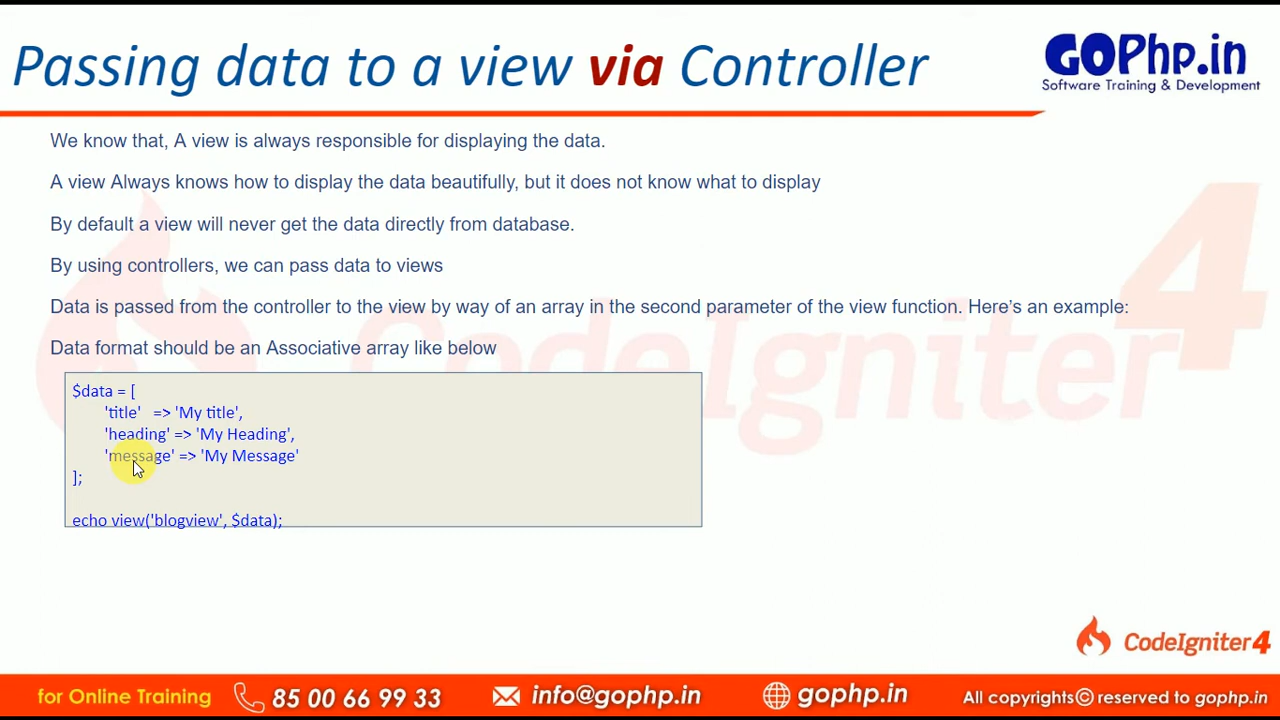 Passing data to a view via Controller
GOPhp.in
Software Training & Development
We know that, A view is always responsible for displaying the data.
A view Always knows how to display the data beautifully, but it does not know what to display
By default a view will never get the data directly from database.
By using controllers, we can pass data to views
Data is passed from the controller to the view by way of an array in the second parameter of the view function. Here's an example:
Data format should be an Associative array like below
$data = [
'title' => 'My title',
'heading' => 'My Heading',
'message' => 'My Message'
];
echo view('blogview', $data);
CodeIgniter 4
CodeIgniter4
for Online Training
85 00 66 99 33
info@gophp.in
gophp.in
All copyrights© reserved to gophp.in